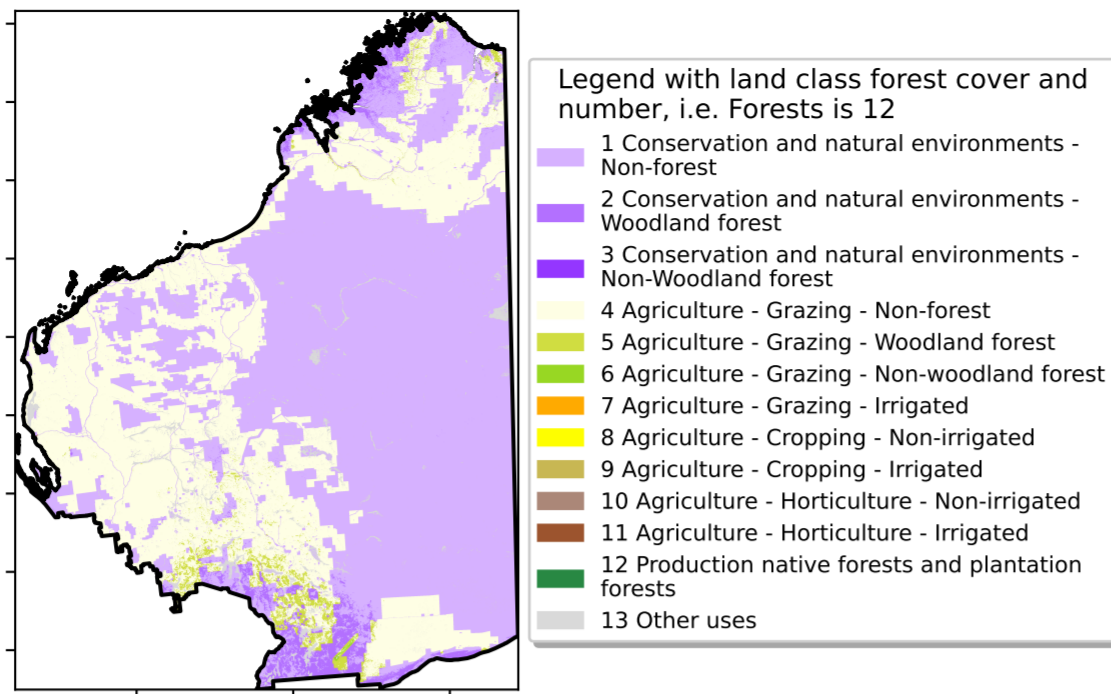 Legend with land class forest cover and
number, i.e. Forests is 12
1 Conservation and natural environments -
Non-forest
2 Conservation and natural environments -
Woodland forest
3 Conservation and natural environments -
Non-Woodland forest
4 Agriculture - Grazing - Non-forest
5 Agriculture - Grazing - Woodland forest
6 Agriculture - Grazing - Non-woodland forest
7 Agriculture - Grazing - Irrigated
8 Agriculture - Cropping - Non-irrigated
9 Agriculture - Cropping - Irrigated
10 Agriculture - Horticulture - Non-irrigated
11 Agriculture - Horticulture - Irrigated
12 Production native forests and plantation
forests
13 Other uses